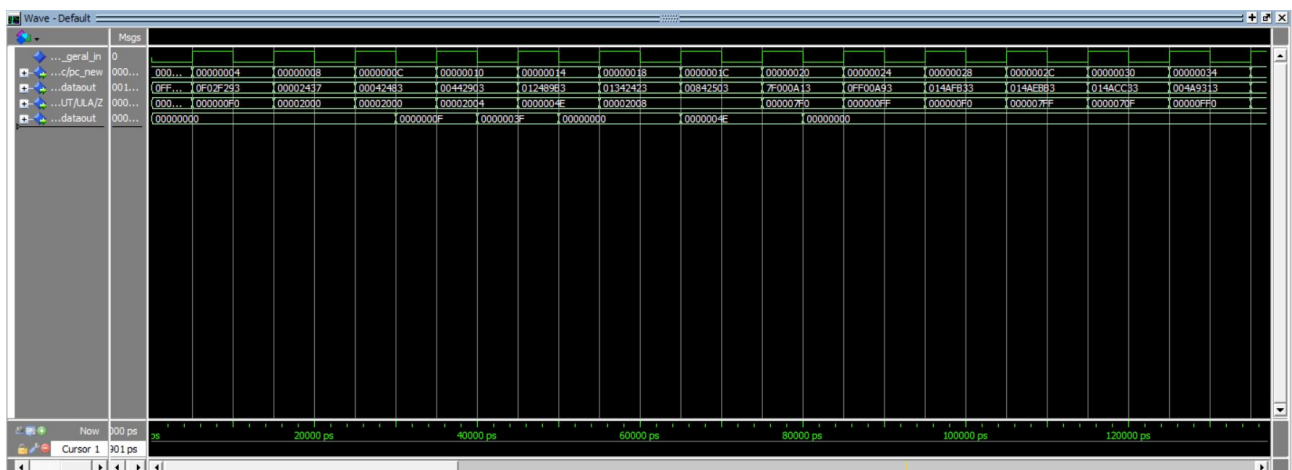 Wave - Default
Msgs
..._geral_in 0
...c/pc_new 000... 000... 00000004 00000008 0000000C 00000010 00000014 00000018 0000001C 00000020 00000024 00000028 0000002C 00000030 00000034
...dataout 001... 0FF... 0F02F293 00002437 00042483 00442903 012489B3 01342423 00842503 7F000A13 0FF00A93 014AFB33 014AEBB3 014ACC33 004A9313
...UT/ULA/Z 000... 000... 000000F0 00002000 00002000 00002004 0000004E 00002008 000007F0 000000FF 000000F0 000007FF 0000070F 00000FF0
...dataout 000... 00000000 0000000F 0000003F 00000000 0000004E 00000000
Now 000 ps
20000 ps 40000 ps 60000 ps 80000 ps 100000 ps 120000 ps
Cursor 1 901 ps